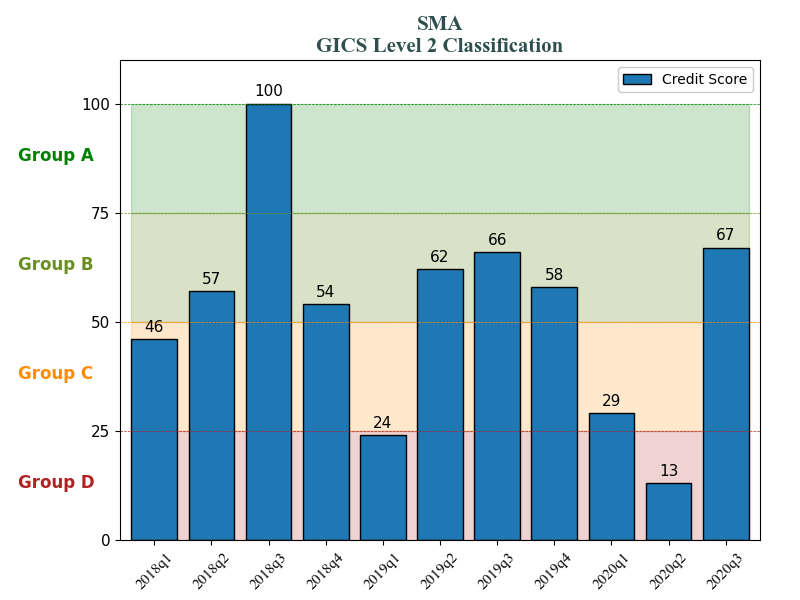 SMA
GICS Level 2 Classification
Credit Score
100
75
50
25
0
Group A
Group B
Group C
Group D
46
57
100
54
24
62
66
58
29
13
67
2018q1
2018q2
2018q3
2018q4
2019q1
2019q2
2019q3
2019q4
2020q1
2020q2
2020q3